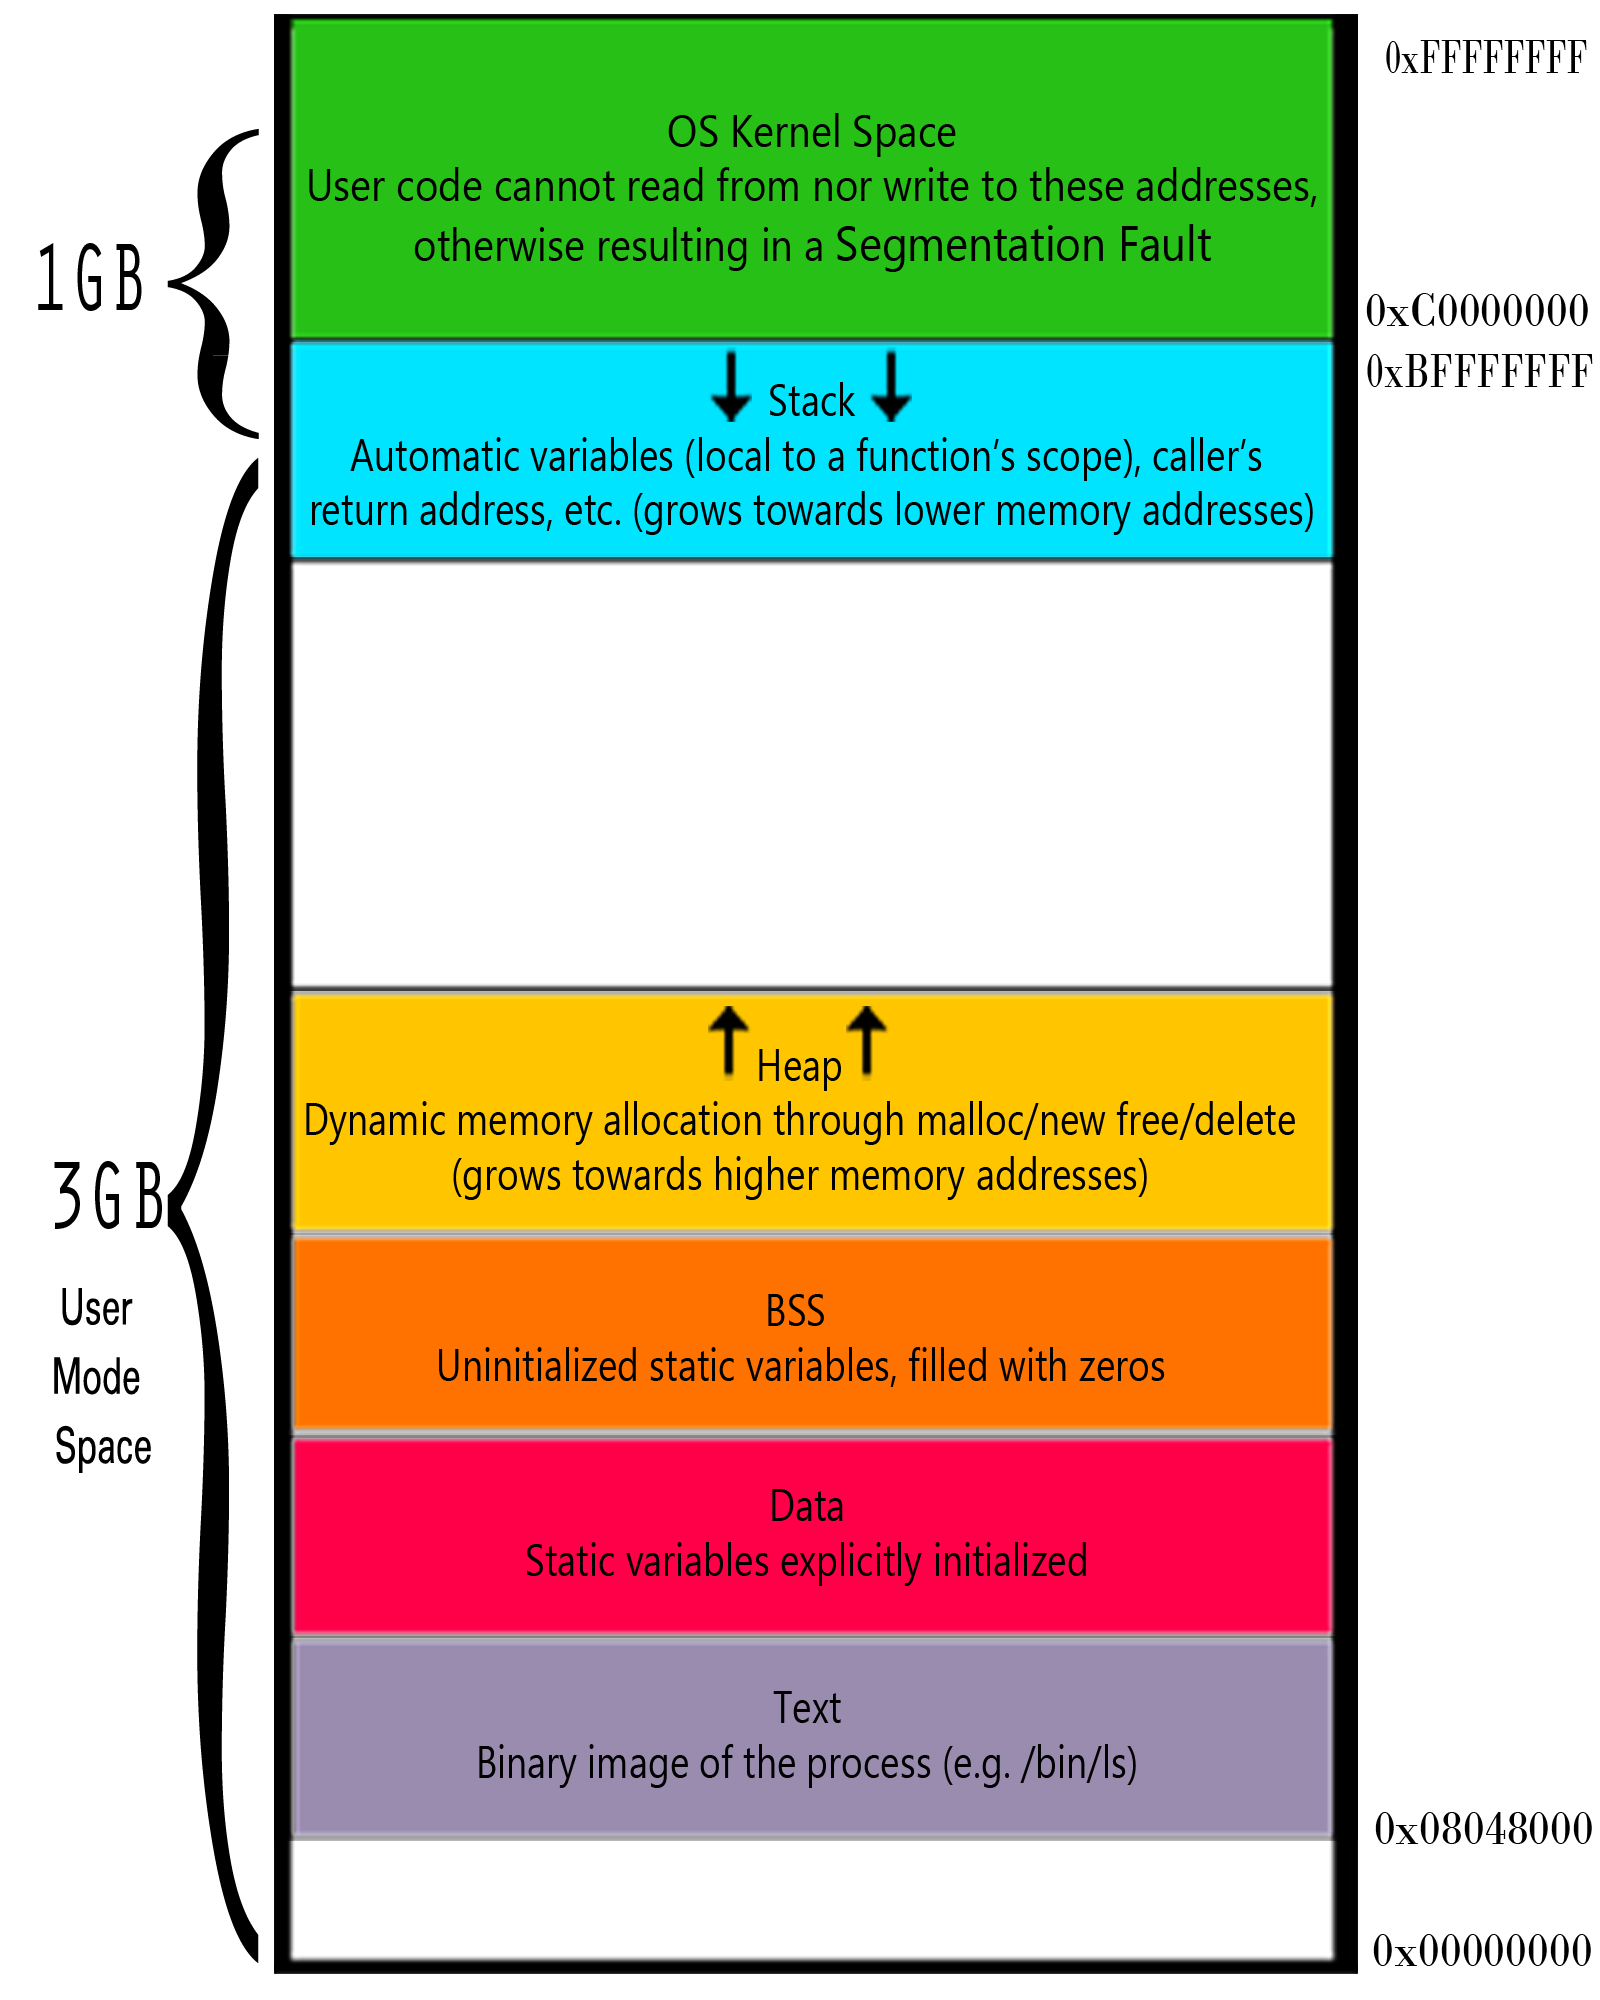 0xFFFFFFFF
OS Kernel Space
User code cannot read from nor write to these addresses,
otherwise resulting in a Segmentation Fault
1GB
0xC0000000
0xBFFFFFFF
Stack
Automatic variables (local to a function's scope), caller's
return address, etc. (grows towards lower memory addresses)
Heap
Dynamic memory allocation through malloc/new free/delete
(grows towards higher memory addresses)
3GB
User
Mode
Space
BSS
Uninitialized static variables, filled with zeros
Data
Static variables explicitly initialized
Text
Binary image of the process (e.g. /bin/ls)
0x08048000
0x00000000